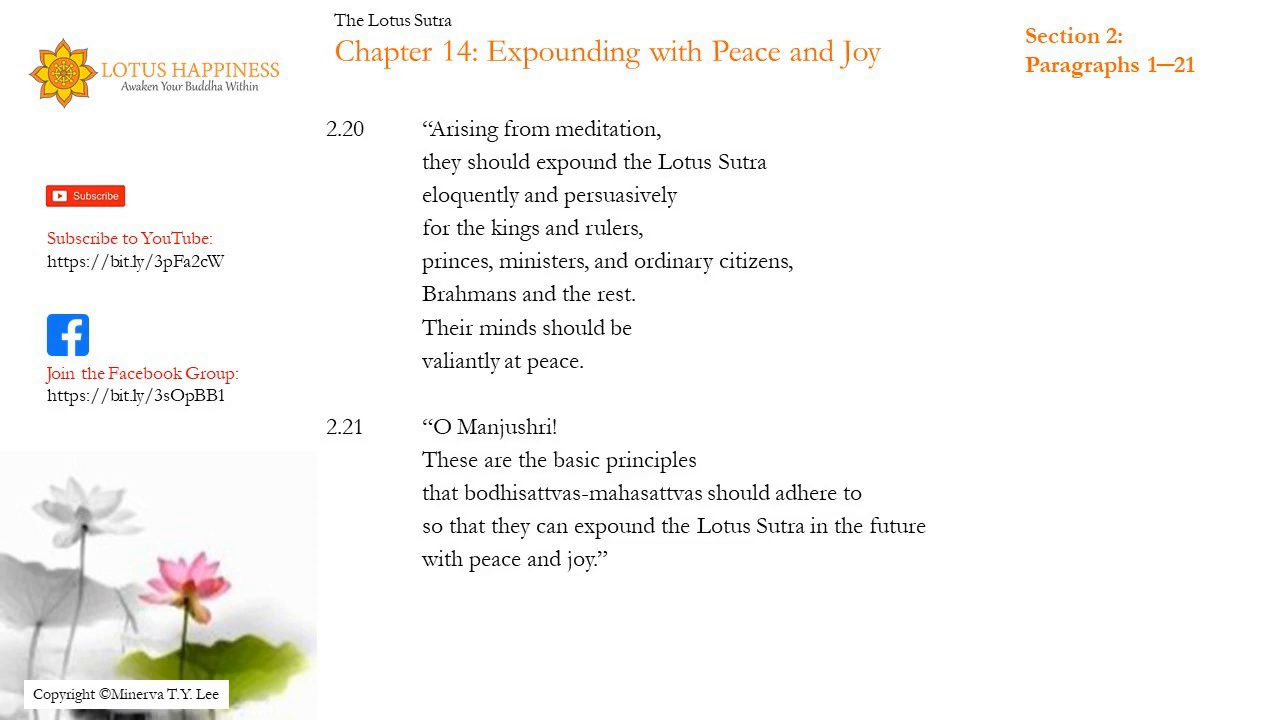 The Lotus Sutra
Chapter 14: Expounding with Peace and Joy
Section 2:
Paragraphs 1—21
LOTUS HAPPINESS
Awaken Your Buddha Within
Subscribe
Subscribe to YouTube:
https://bit.ly/3pFa2cW
Join the Facebook Group:
https://bit.ly/3sOpBB1
2.20 “Arising from meditation,
they should expound the Lotus Sutra
eloquently and persuasively
for the kings and rulers,
princes, ministers, and ordinary citizens,
Brahmans and the rest.
Their minds should be
valiantly at peace.
2.21 “O Manjushri!
These are the basic principles
that bodhisattvas-mahasattvas should adhere to
so that they can expound the Lotus Sutra in the future
with peace and joy.”
Copyright ©Minerva T.Y. Lee